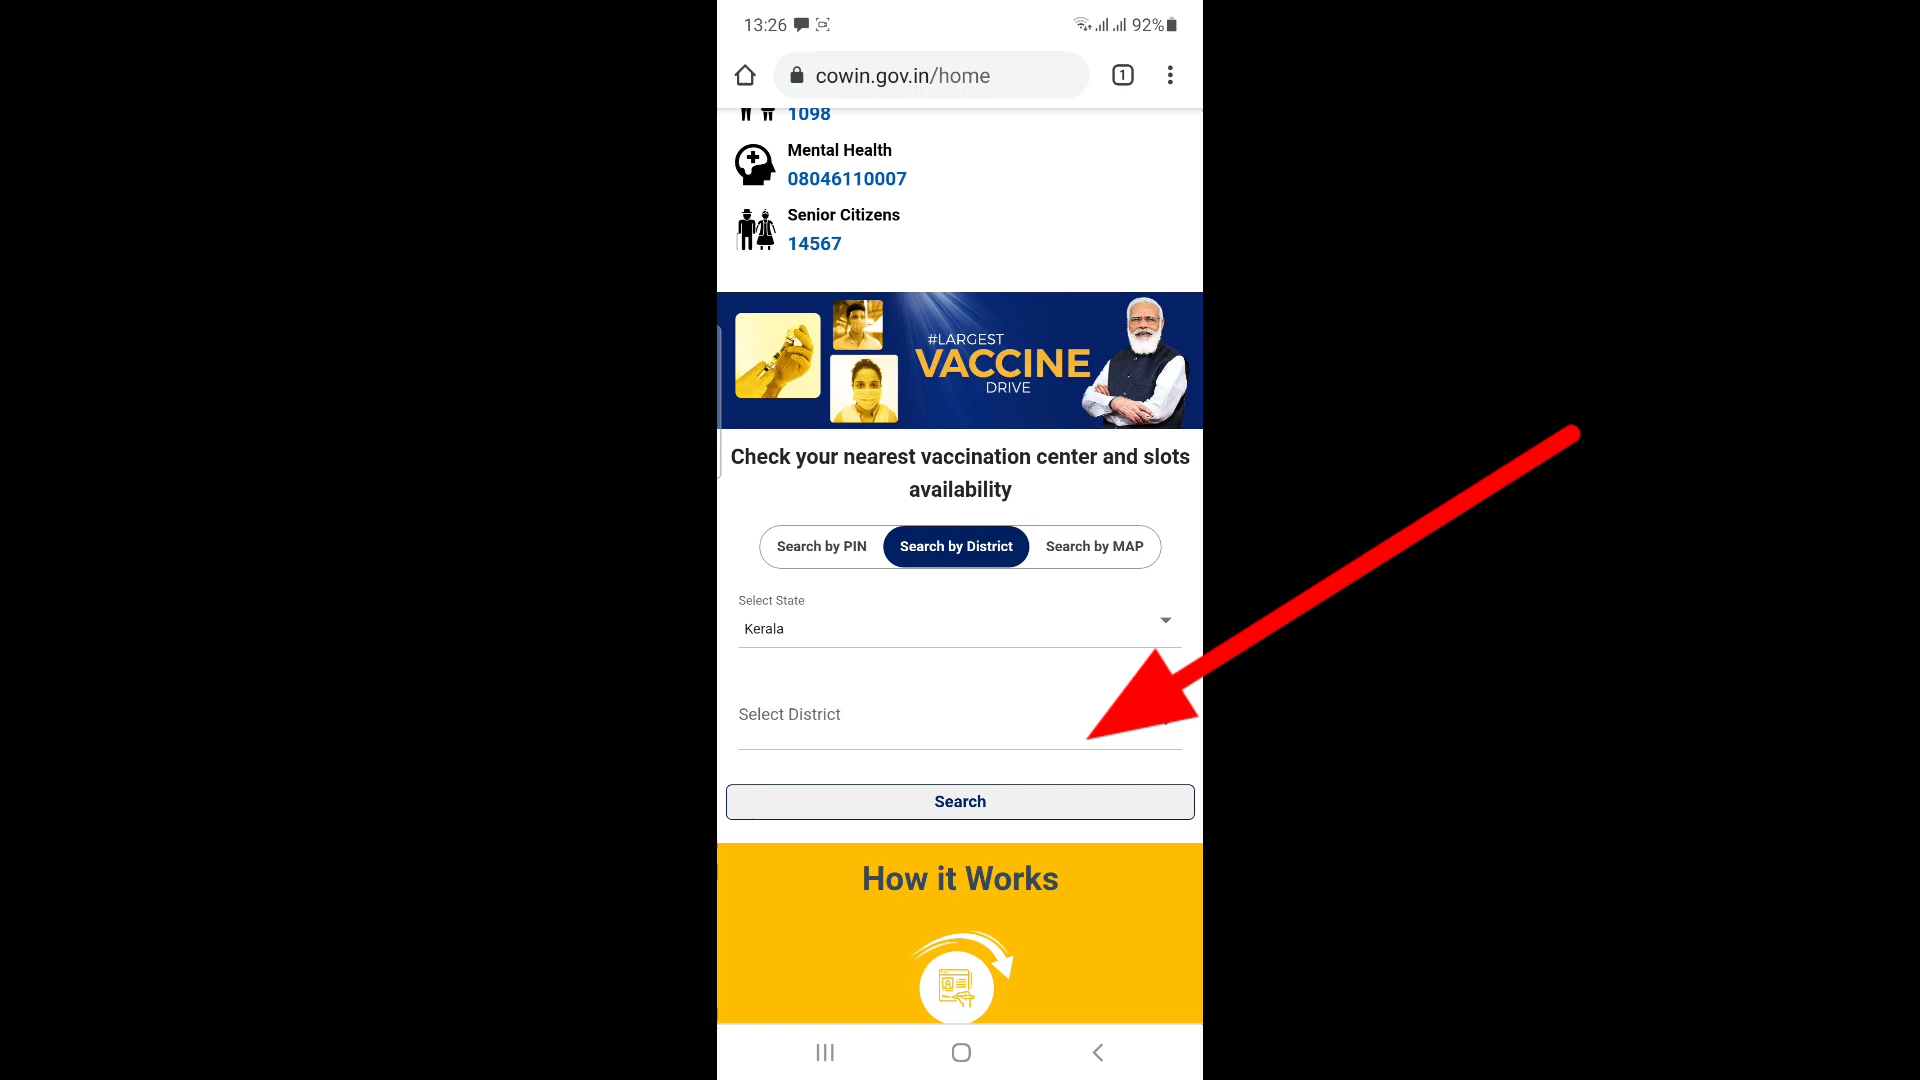 13:26
92%
cowin.gov.in/home
1
1098
Mental Health
08046110007
Senior Citizens
14567
#LARGEST
VACCINE
DRIVE
Check your nearest vaccination center and slots
availability
Search by PIN
Search by District
Search by MAP
Select State
Kerala
Select District
Search
How it Works